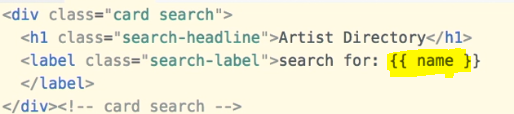 <div class="card search">
<h1 class="search-headline">Artist Directory</h1>
<label class="search-label">search for: {{ name }}
</label>
</div><!-- card search -->